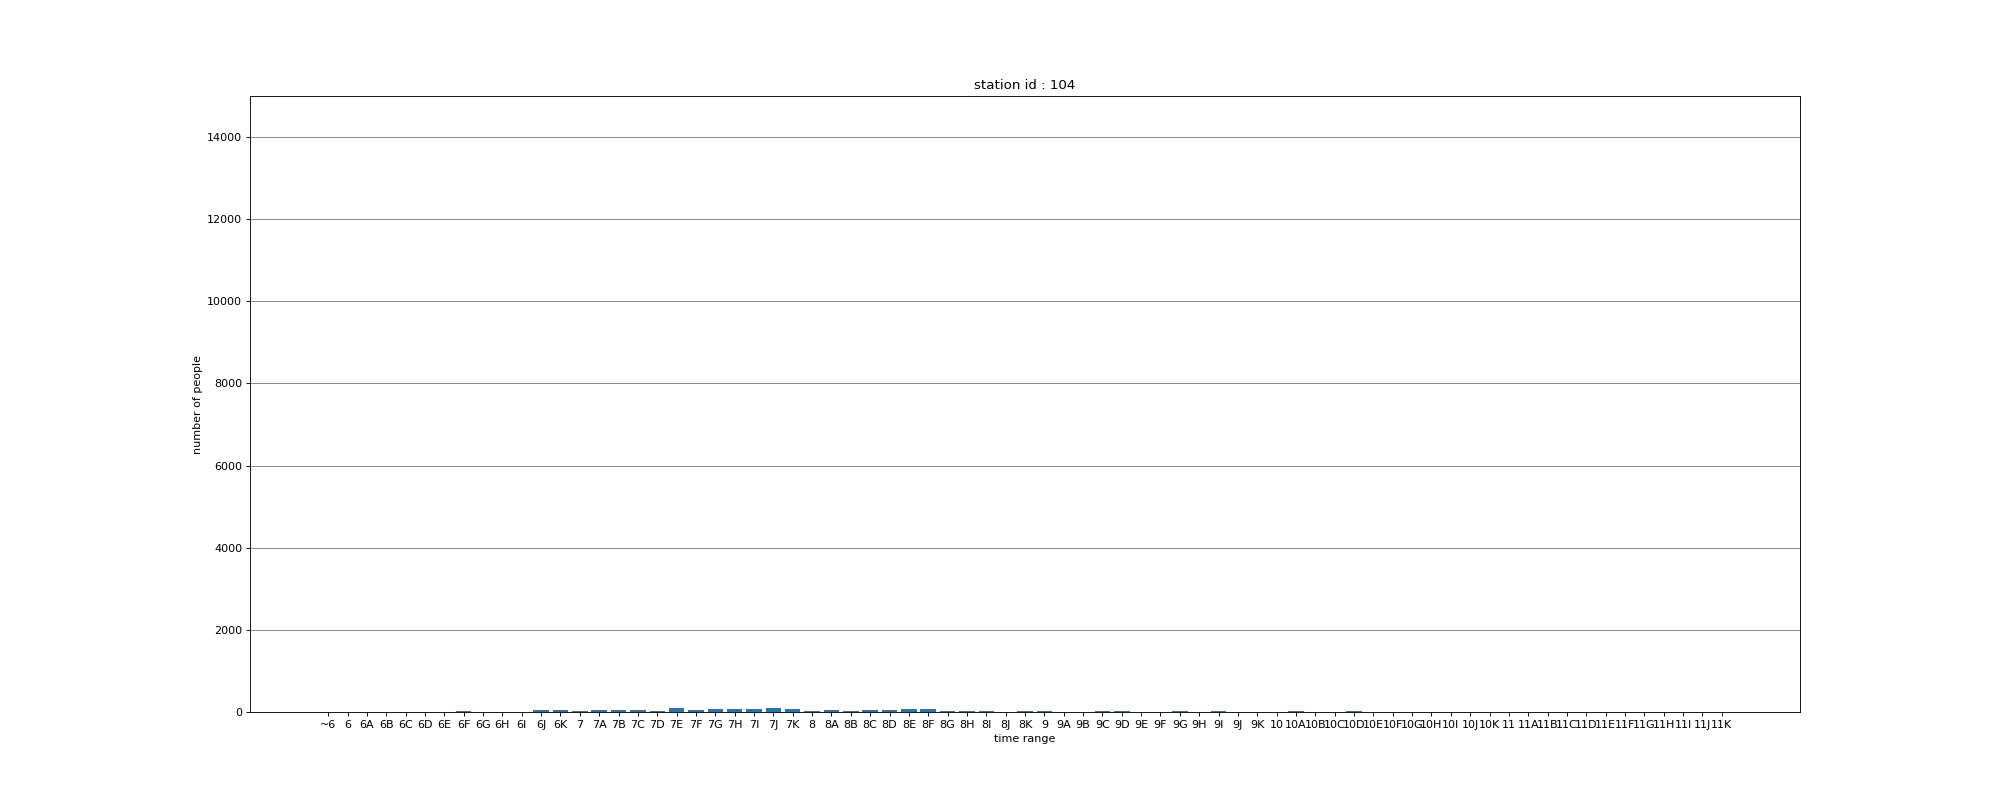 station id : 104
14000
12000
10000
8000
6000
4000
2000
0
number of people
~6 6 6A 6B 6C 6D 6E 6F 6G 6H 6I 6J 6K 7 7A 7B 7C 7D 7E 7F 7G 7H 7I 7J 7K 8 8A 8B 8C 8D 8E 8F 8G 8H 8I 8J 8K 9 9A 9B 9C 9D 9E 9F 9G 9H 9I 9J 9K 10 10A 10B 10C 10D 10E 10F 10G 10H 10I 10J 10K 11 11A 11B 11C 11D 11E 11F 11G 11H 11I 11J 11K
time range